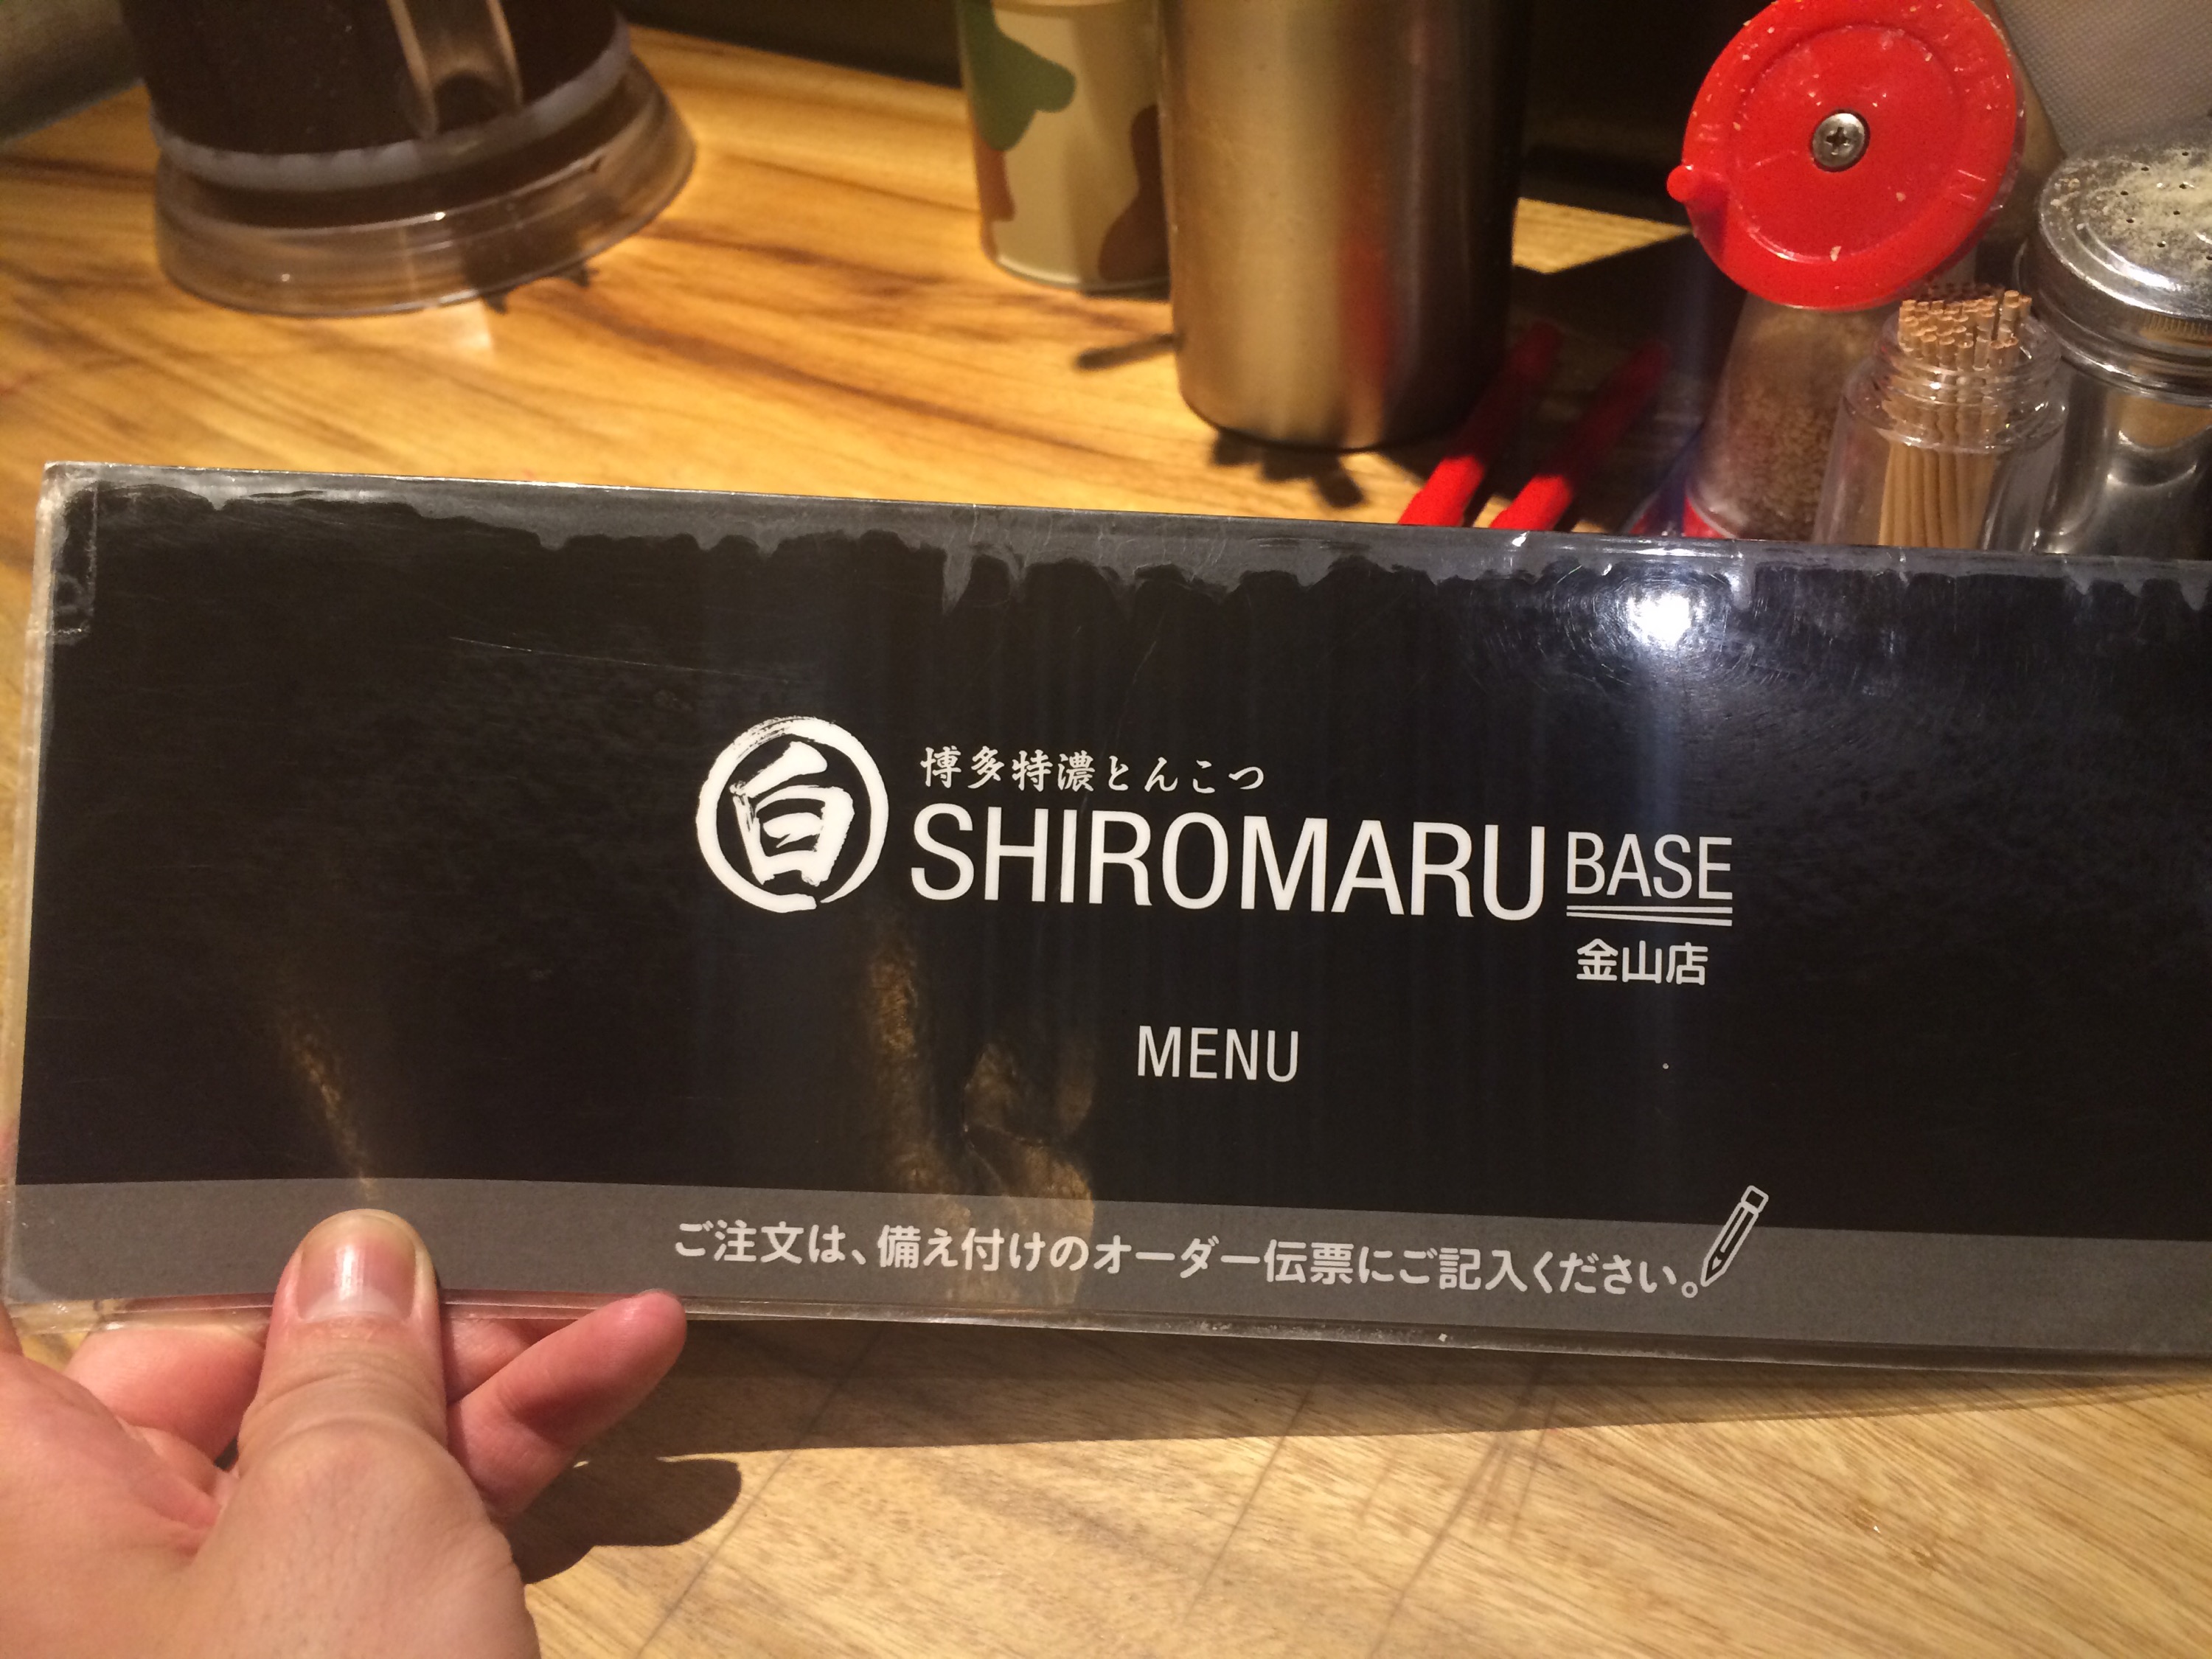 白
博多特濃とんこつ
SHIROMARU BASE
金山店
MENU
ご注文は、備え付けのオーダー伝票にご記入ください。